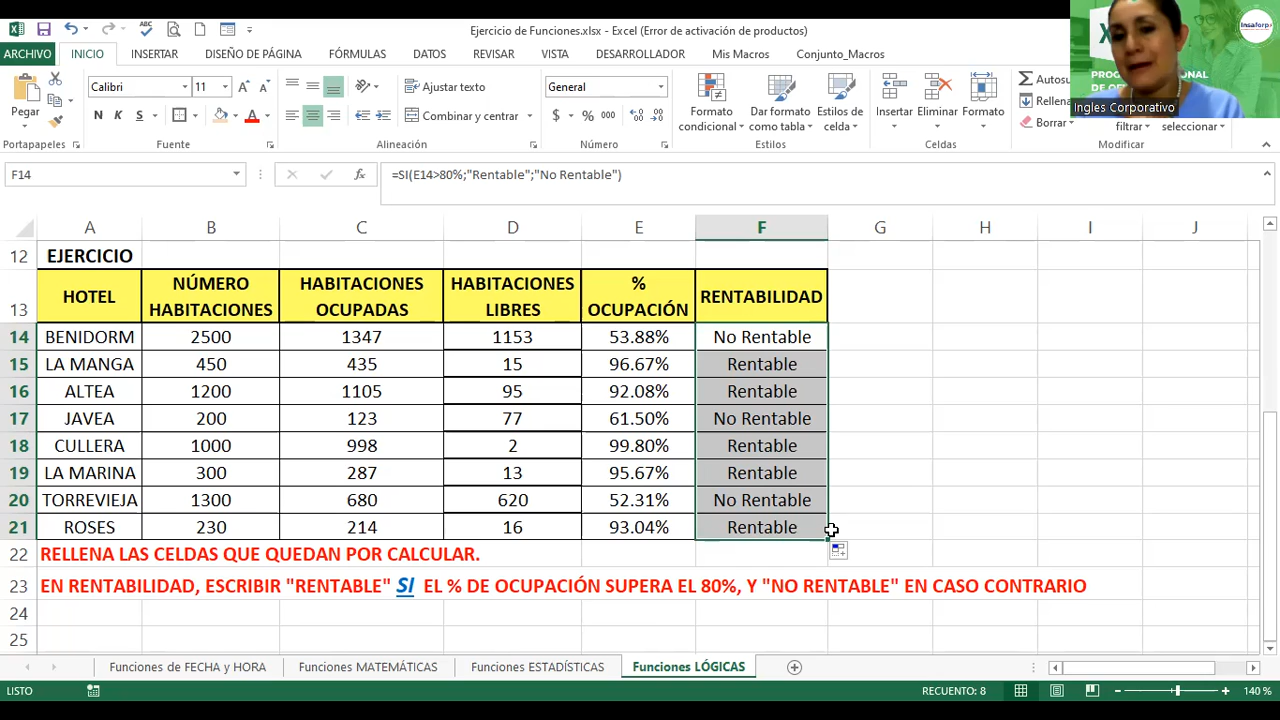 Ejercicio de Funciones.xlsx - Excel (Error de activación de productos)
Insaforp
ARCHIVO INICIO INSERTAR DISEÑO DE PÁGINA FÓRMULAS DATOS REVISAR VISTA DESARROLLADOR Mis Macros Conjunto_Macros
Pegar
Calibri 11
N K S
Ajustar texto
Combinar y centrar
General
$ % 000
Formato condicional
Dar formato como tabla
Estilos de celda
Insertar Eliminar Formato
Autosu
Rellena
Borrar
filtrar
seleccionar
Ingles Corporativo
Portapapeles Fuente Alineación Número Estilos Celdas Modificar
F14 fx =SI(E14>80%;"Rentable";"No Rentable")
A B C D E F G H I J
12 EJERCICIO
13 HOTEL NÚMERO HABITACIONES HABITACIONES OCUPADAS HABITACIONES LIBRES % OCUPACIÓN RENTABILIDAD
14 BENIDORM 2500 1347 1153 53.88% No Rentable
15 LA MANGA 450 435 15 96.67% Rentable
16 ALTEA 1200 1105 95 92.08% Rentable
17 JAVEA 200 123 77 61.50% No Rentable
18 CULLERA 1000 998 2 99.80% Rentable
19 LA MARINA 300 287 13 95.67% Rentable
20 TORREVIEJA 1300 680 620 52.31% No Rentable
21 ROSES 230 214 16 93.04% Rentable
22 RELLENA LAS CELDAS QUE QUEDAN POR CALCULAR.
23 EN RENTABILIDAD, ESCRIBIR "RENTABLE" SI EL % DE OCUPACIÓN SUPERA EL 80%, Y "NO RENTABLE" EN CASO CONTRARIO
24
25
Funciones de FECHA y HORA Funciones MATEMÁTICAS Funciones ESTADÍSTICAS Funciones LÓGICAS
LISTO RECUENTO: 8 140 %